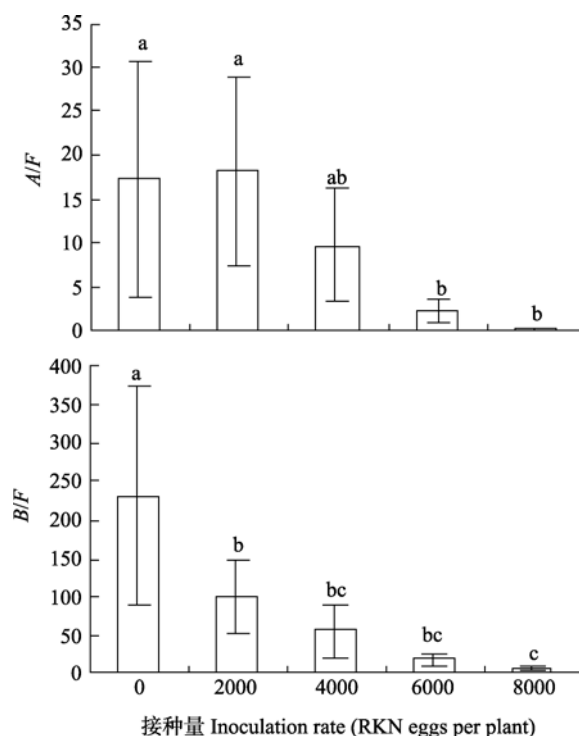 35
30
25
20
15
10
5
0
A/F
a
a
ab
b
b
400
350
300
250
200
150
100
50
0
B/F
a
b
bc
bc
c
0 2000 4000 6000 8000
接种量 Inoculation rate (RKN eggs per plant)